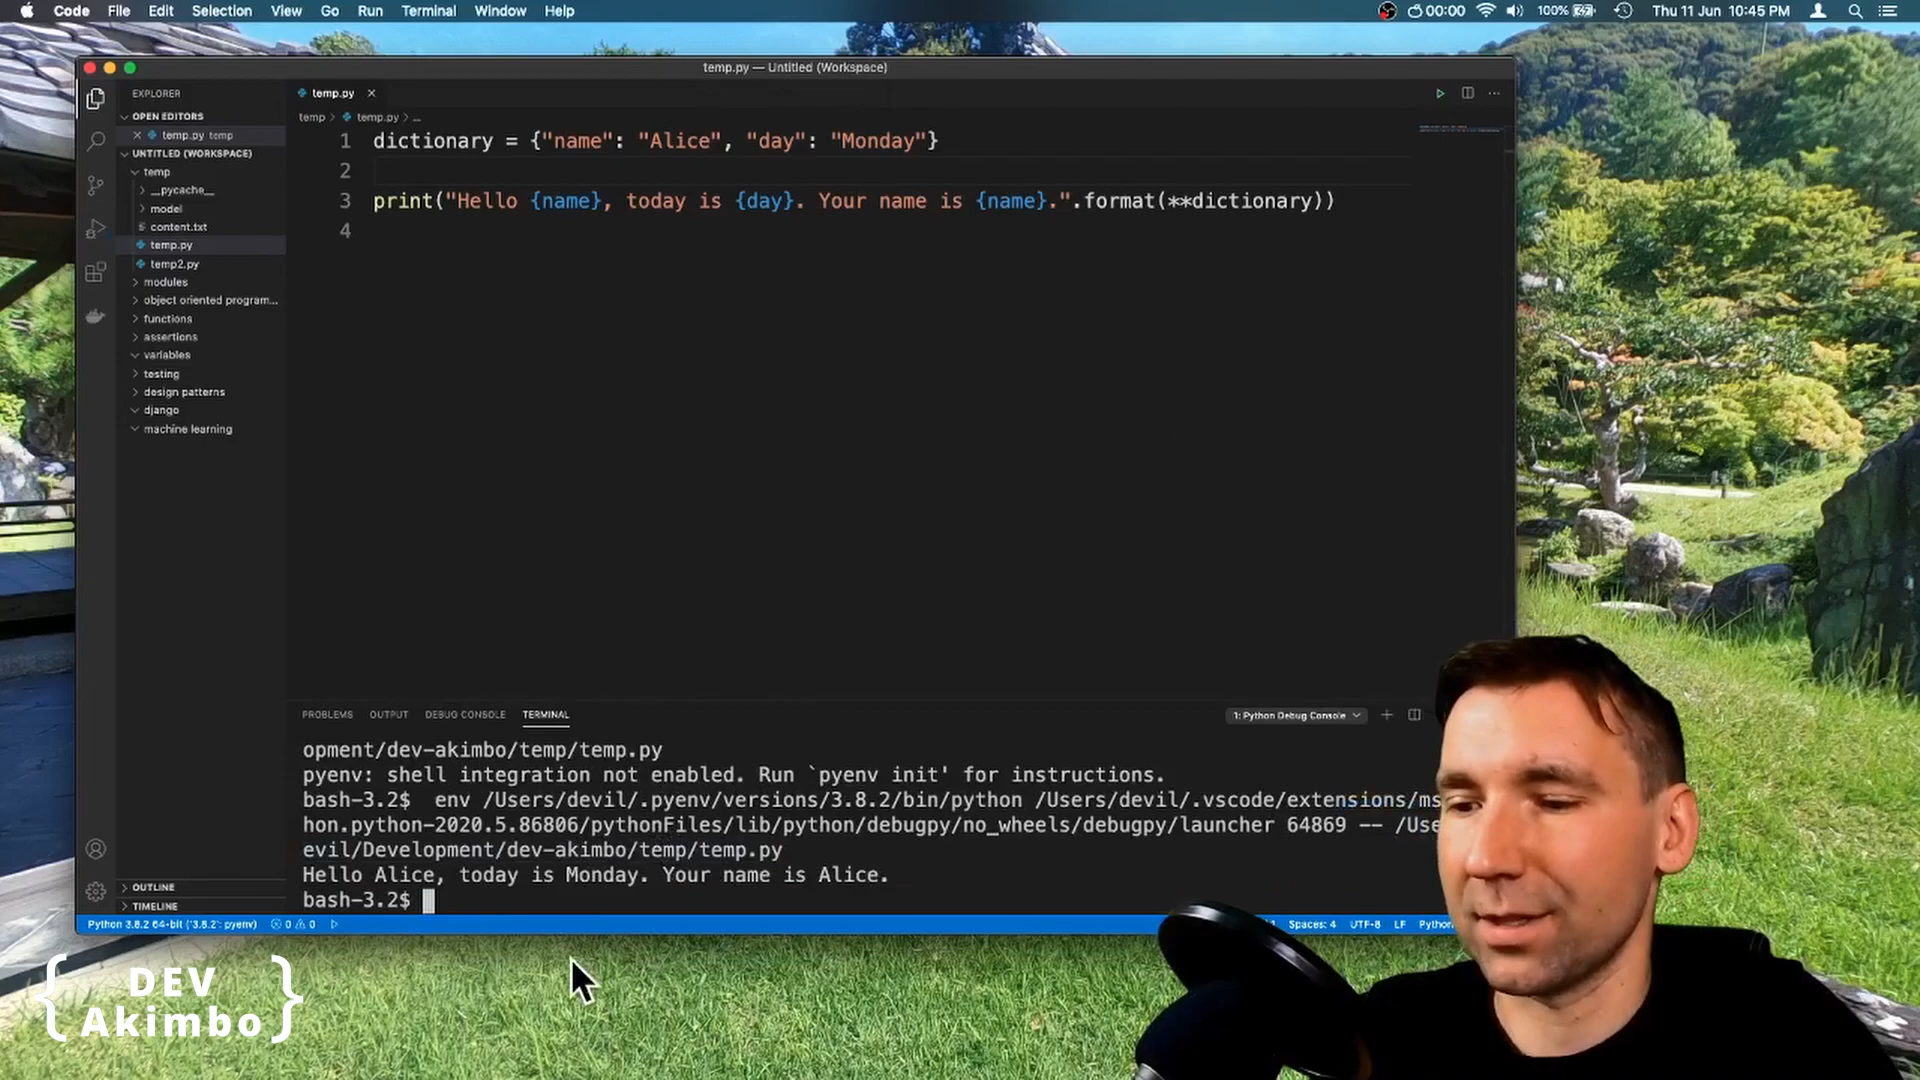 Code File Edit Selection View Go Run Terminal Window Help
00:00 100% Thu 11 Jun 10:45 PM
temp.py — Untitled (Workspace)
EXPLORER
OPEN EDITORS
temp.py temp
UNTITLED (WORKSPACE)
temp
__pycache__
model
content.txt
temp.py
temp2.py
modules
object oriented program...
functions
assertions
variables
testing
design patterns
django
machine learning
OUTLINE
TIMELINE
temp.py
temp > temp.py > ...
1 dictionary = {"name": "Alice", "day": "Monday"}
2
3 print("Hello {name}, today is {day}. Your name is {name}.".format(**dictionary))
4
PROBLEMS OUTPUT DEBUG CONSOLE TERMINAL
1: Python Debug Console
opment/dev-akimbo/temp/temp.py
pyenv: shell integration not enabled. Run `pyenv init' for instructions.
bash-3.2$ env /Users/devil/.pyenv/versions/3.8.2/bin/python /Users/devil/.vscode/extensions/ms
hon.python-2020.5.86806/pythonFiles/lib/python/debugpy/no_wheels/debugpy/launcher 64869 -- /Use
evil/Development/dev-akimbo/temp/temp.py
Hello Alice, today is Monday. Your name is Alice.
bash-3.2$
Python 3.8.2 64-bit ('3.8.2': pyenv) 0 0
Spaces: 4 UTF-8 LF Python
{ DEV
Akimbo }